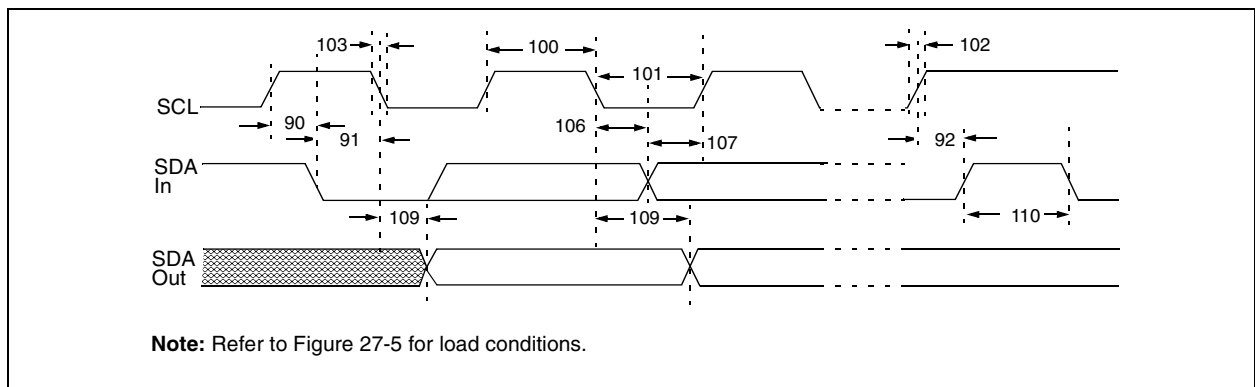 103
100
102
101
SCL
90
106
91
107
92
SDA
In
109
109
110
SDA
Out
Note: Refer to Figure 27-5 for load conditions.